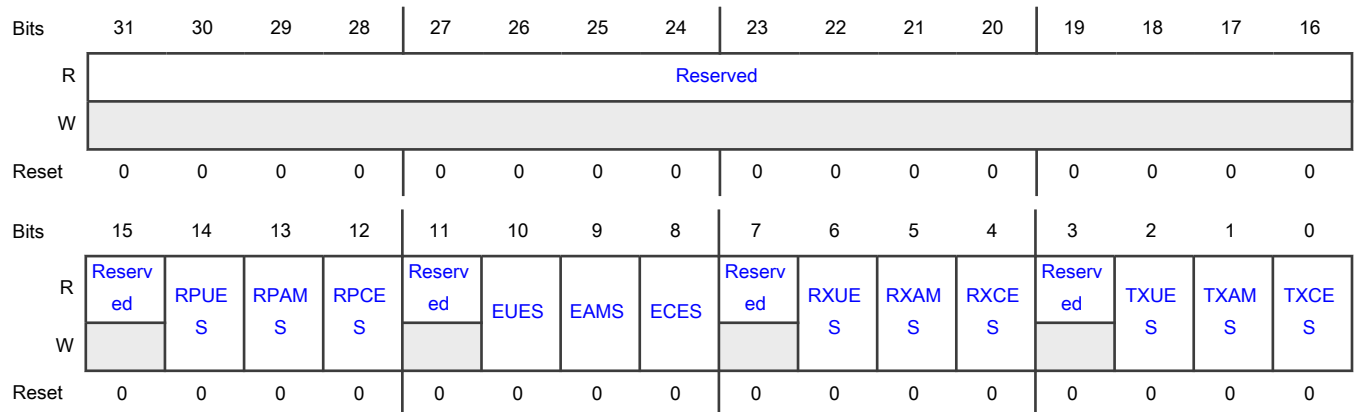 Bits 31 30 29 28 27 26 25 24 23 22 21 20 19 18 17 16
R Reserved
W
Reset 0 0 0 0 0 0 0 0 0 0 0 0 0 0 0 0
Bits 15 14 13 12 11 10 9 8 7 6 5 4 3 2 1 0
R Reserv ed RPUE S RPAM S RPCE S Reserv ed EUES EAMS ECES Reserv ed RXUE S RXAM S RXCE S Reserv ed TXUE S TXAM S TXCE S
W
Reset 0 0 0 0 0 0 0 0 0 0 0 0 0 0 0 0